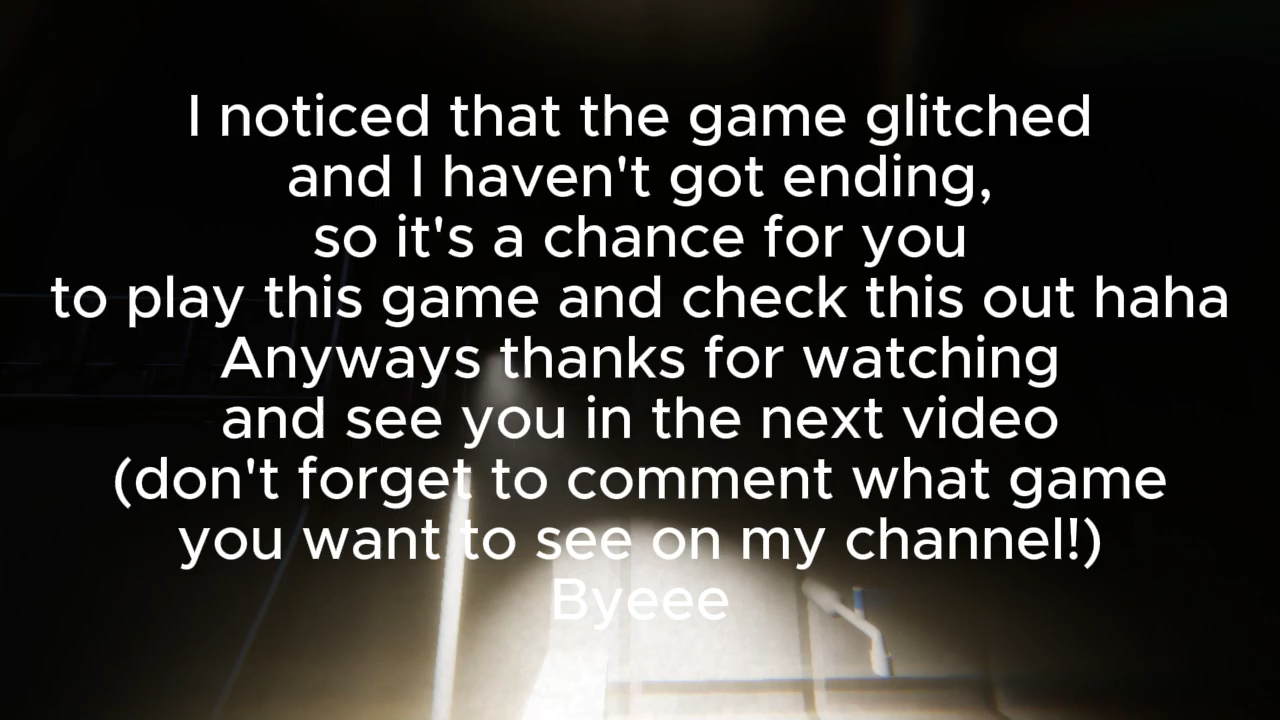 I noticed that the game glitched
and I haven't got ending,
so it's a chance for you
to play this game and check this out haha
Anyways thanks for watching
and see you in the next video
(don't forget to comment what game
you want to see on my channel!)
Byeee